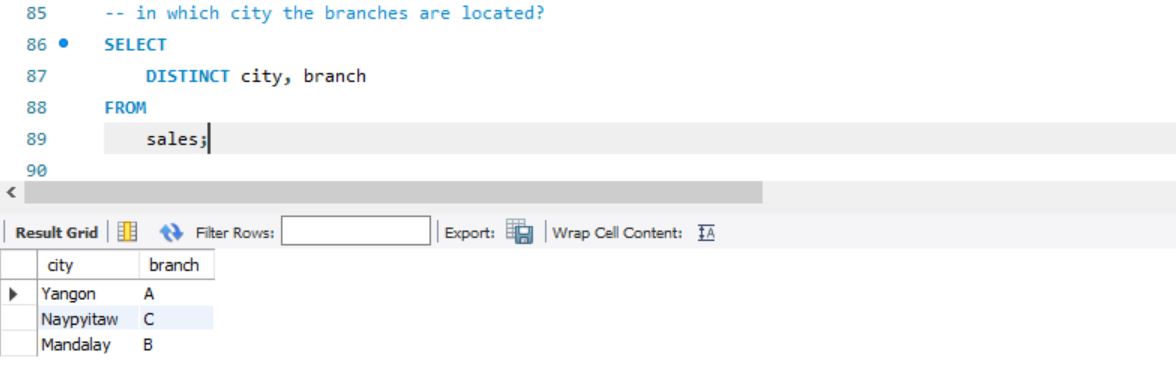 85 -- in which city the branches are located?
86 SELECT
87 DISTINCT city, branch
88 FROM
89 sales;
90
Result Grid Filter Rows: Export: Wrap Cell Content: IA
city branch
Yangon A
Naypyitaw C
Mandalay B